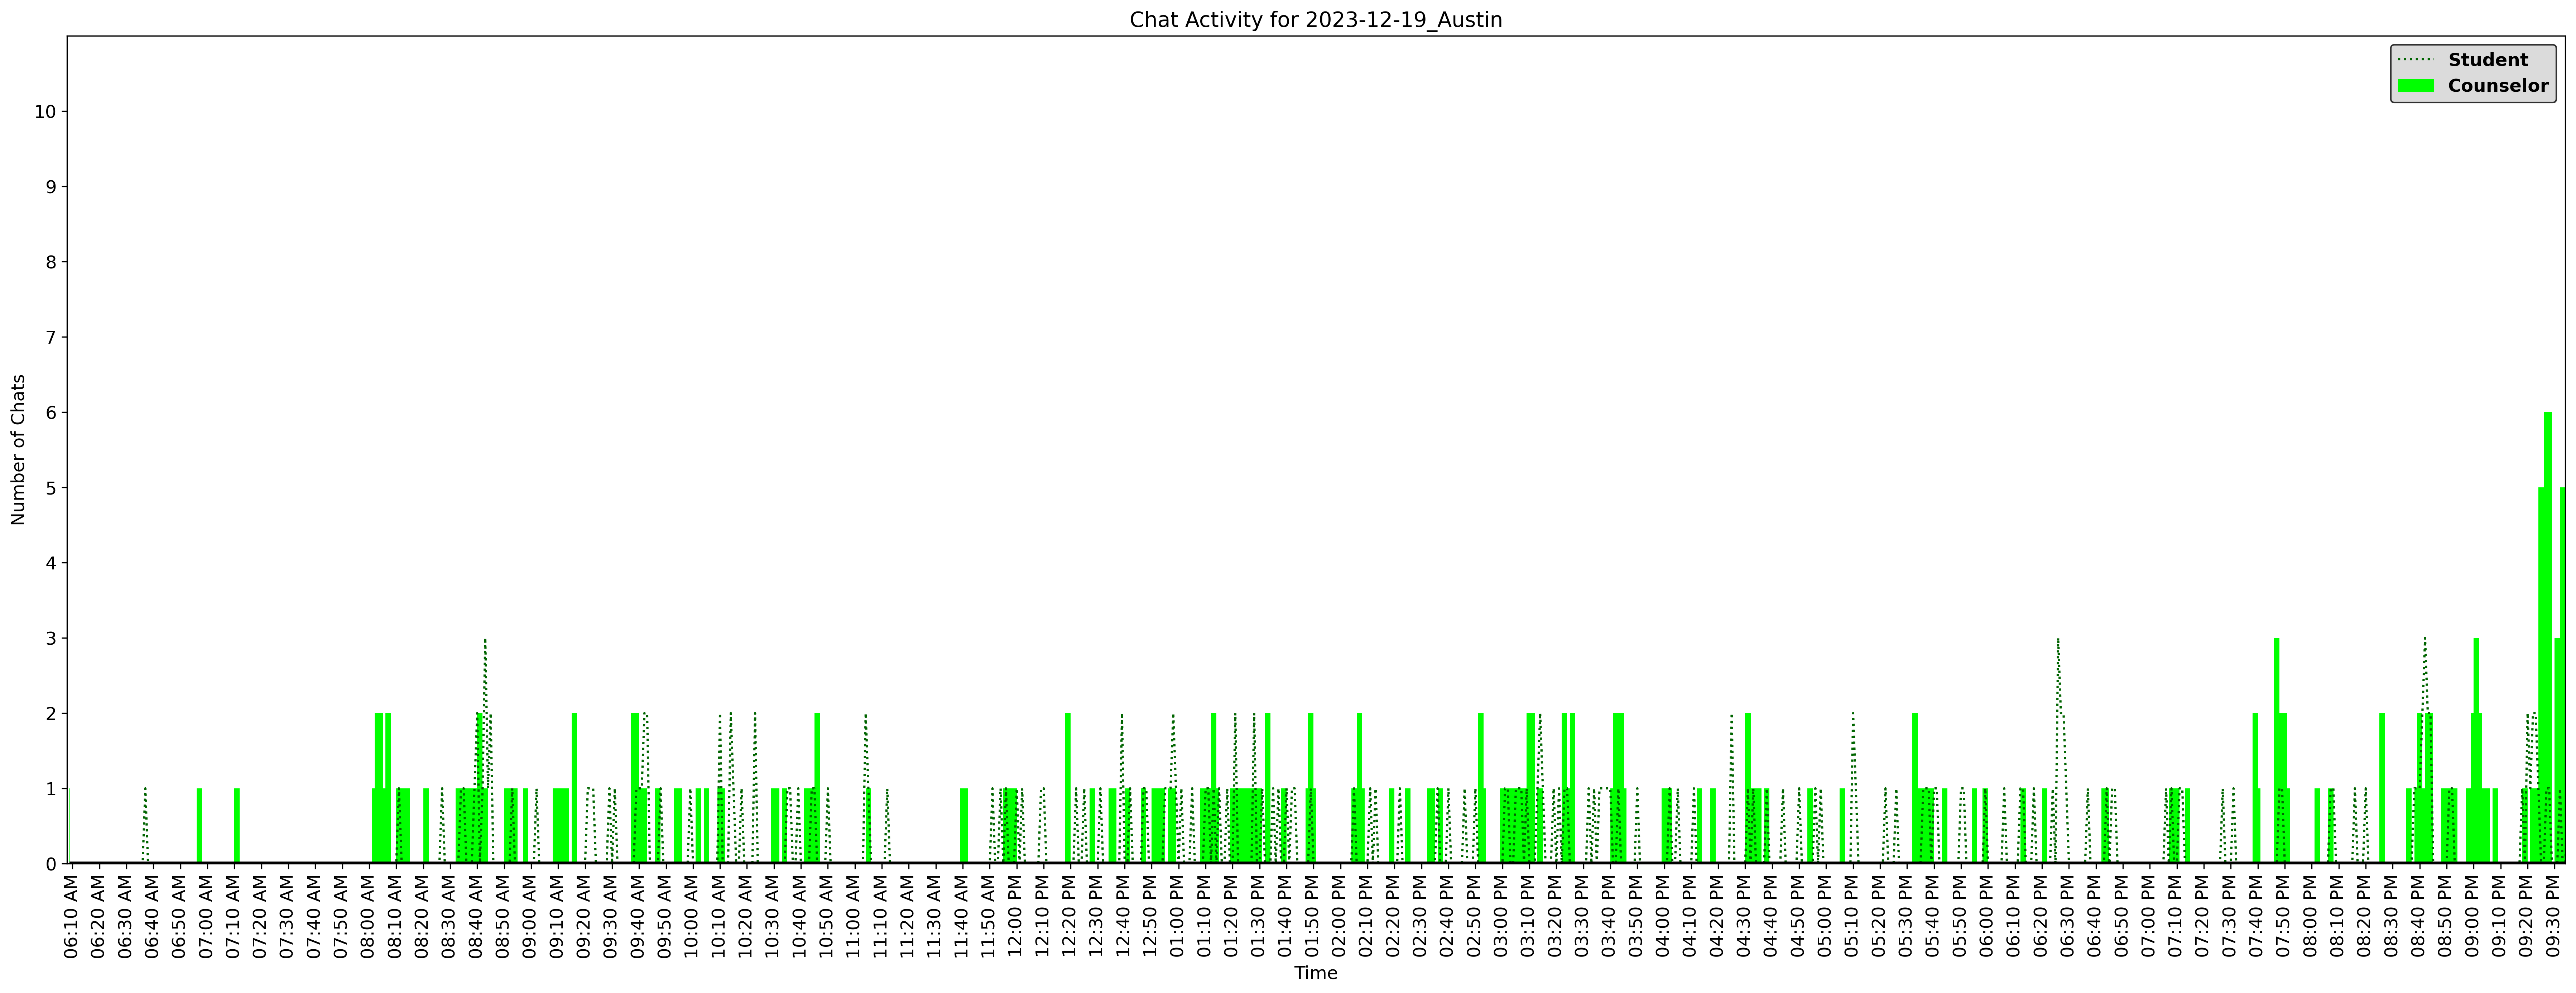 Chat Activity for 2023-12-19_Austin
Student
Counselor
Number of Chats
10
9
8
7
6
5
4
3
2
1
0
06:10 AM
06:20 AM
06:30 AM
06:40 AM
06:50 AM
07:00 AM
07:10 AM
07:20 AM
07:30 AM
07:40 AM
07:50 AM
08:00 AM
08:10 AM
08:20 AM
08:30 AM
08:40 AM
08:50 AM
09:00 AM
09:10 AM
09:20 AM
09:30 AM
09:40 AM
09:50 AM
10:00 AM
10:10 AM
10:20 AM
10:30 AM
10:40 AM
10:50 AM
11:00 AM
11:10 AM
11:20 AM
11:30 AM
11:40 AM
11:50 AM
12:00 PM
12:10 PM
12:20 PM
12:30 PM
12:40 PM
12:50 PM
01:00 PM
01:10 PM
01:20 PM
01:30 PM
01:40 PM
01:50 PM
02:00 PM
02:10 PM
02:20 PM
02:30 PM
02:40 PM
02:50 PM
03:00 PM
03:10 PM
03:20 PM
03:30 PM
03:40 PM
03:50 PM
04:00 PM
04:10 PM
04:20 PM
04:30 PM
04:40 PM
04:50 PM
05:00 PM
05:10 PM
05:20 PM
05:30 PM
05:40 PM
05:50 PM
06:00 PM
06:10 PM
06:20 PM
06:30 PM
06:40 PM
06:50 PM
07:00 PM
07:10 PM
07:20 PM
07:30 PM
07:40 PM
07:50 PM
08:00 PM
08:10 PM
08:20 PM
08:30 PM
08:40 PM
08:50 PM
09:00 PM
09:10 PM
09:20 PM
09:30 PM
Time